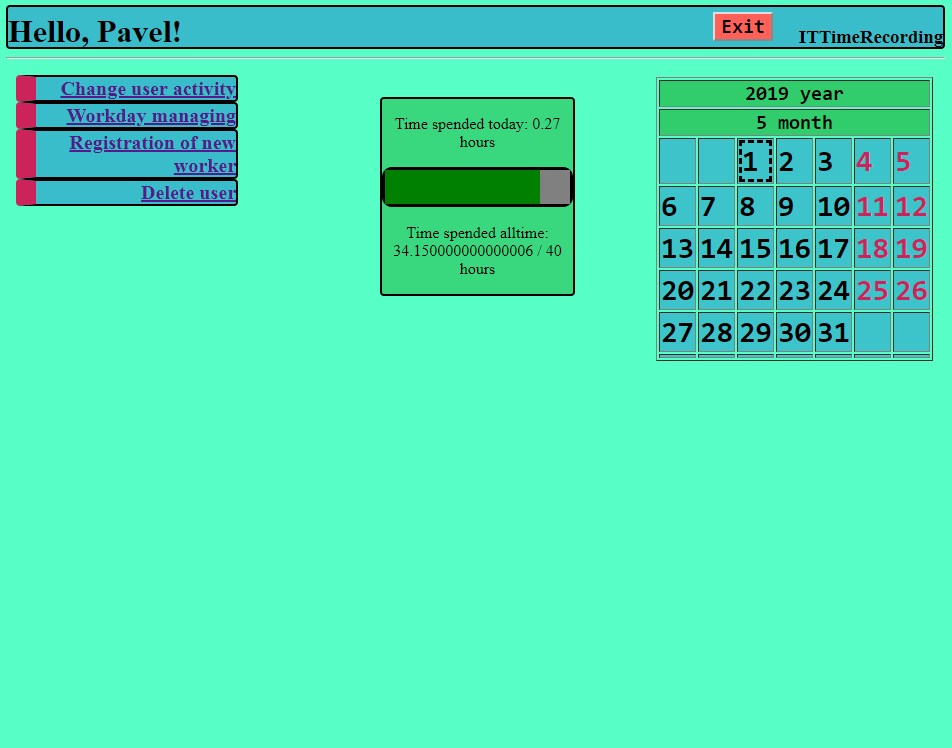 Hello, Pavel!
Exit
ITTimeRecording
Change user activity
Workday managing
Registration of new
worker
Delete user
Time spended today: 0.27
hours
Time spended alltime:
34.150000000000006 / 40
hours
2019 year
5 month
1 2 3 4 5
6 7 8 9 10 11 12
13 14 15 16 17 18 19
20 21 22 23 24 25 26
27 28 29 30 31